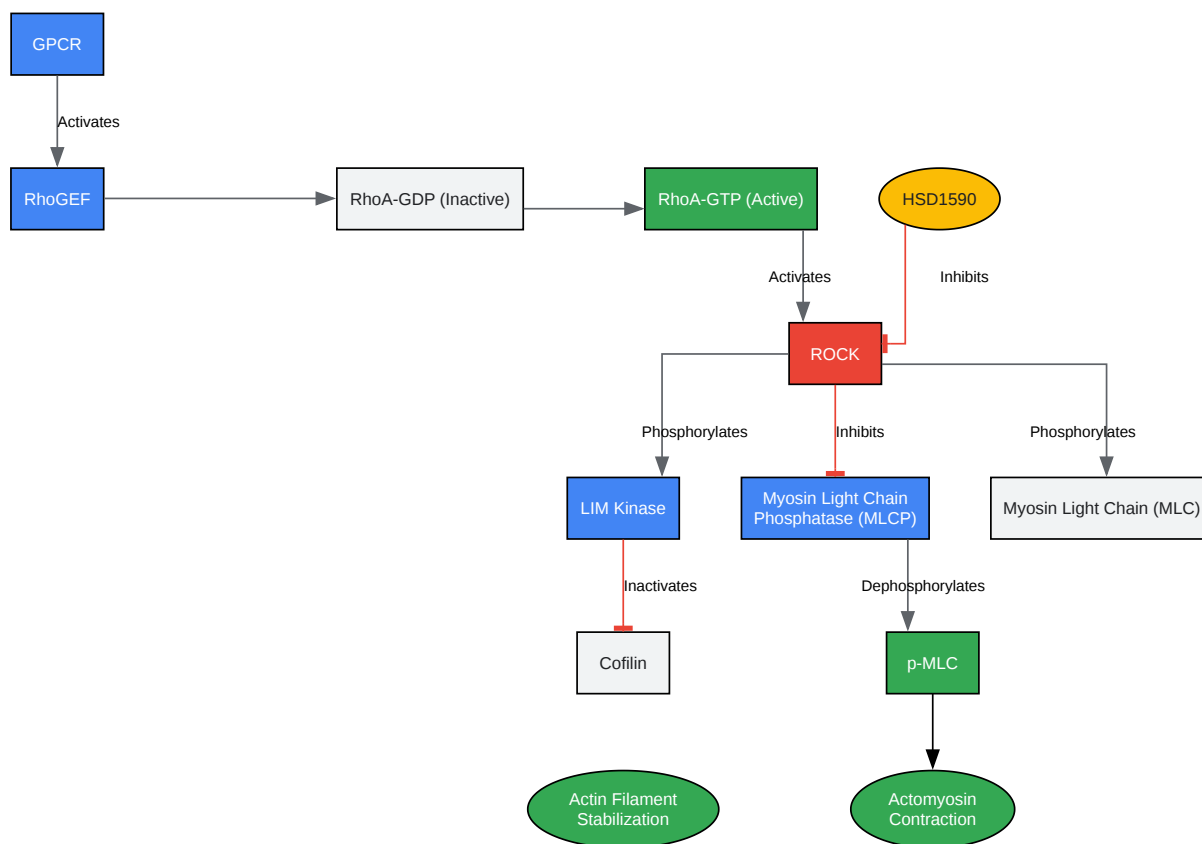 GPCR
Activates
RhoGEF
RhoA-GDP (Inactive)
RhoA-GTP (Active)
HSD1590
Activates
Inhibits
ROCK
Phosphorylates
Inhibits
Phosphorylates
LIM Kinase
Myosin Light Chain
Phosphatase (MLCP)
Myosin Light Chain (MLC)
Inactivates
Dephosphorylates
Cofilin
p-MLC
Actin Filament
Stabilization
Actomyosin
Contraction